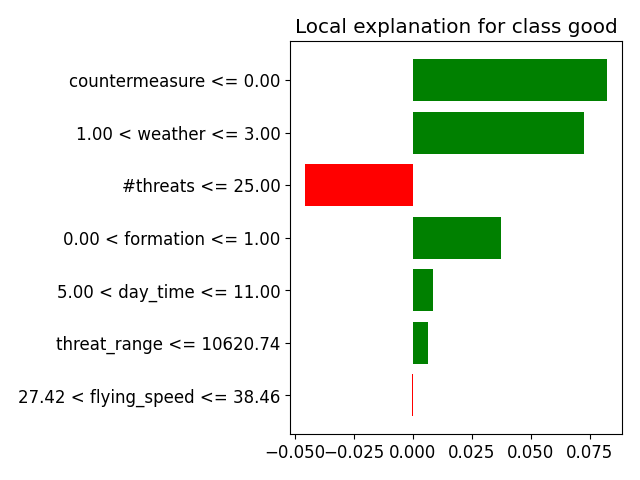 Local explanation for class good
countermeasure <= 0.00
1.00 < weather <= 3.00
#threats <= 25.00
0.00 < formation <= 1.00
5.00 < day_time <= 11.00
threat_range <= 10620.74
27.42 < flying_speed <= 38.46
−0.050 −0.025 0.000 0.025 0.050 0.075